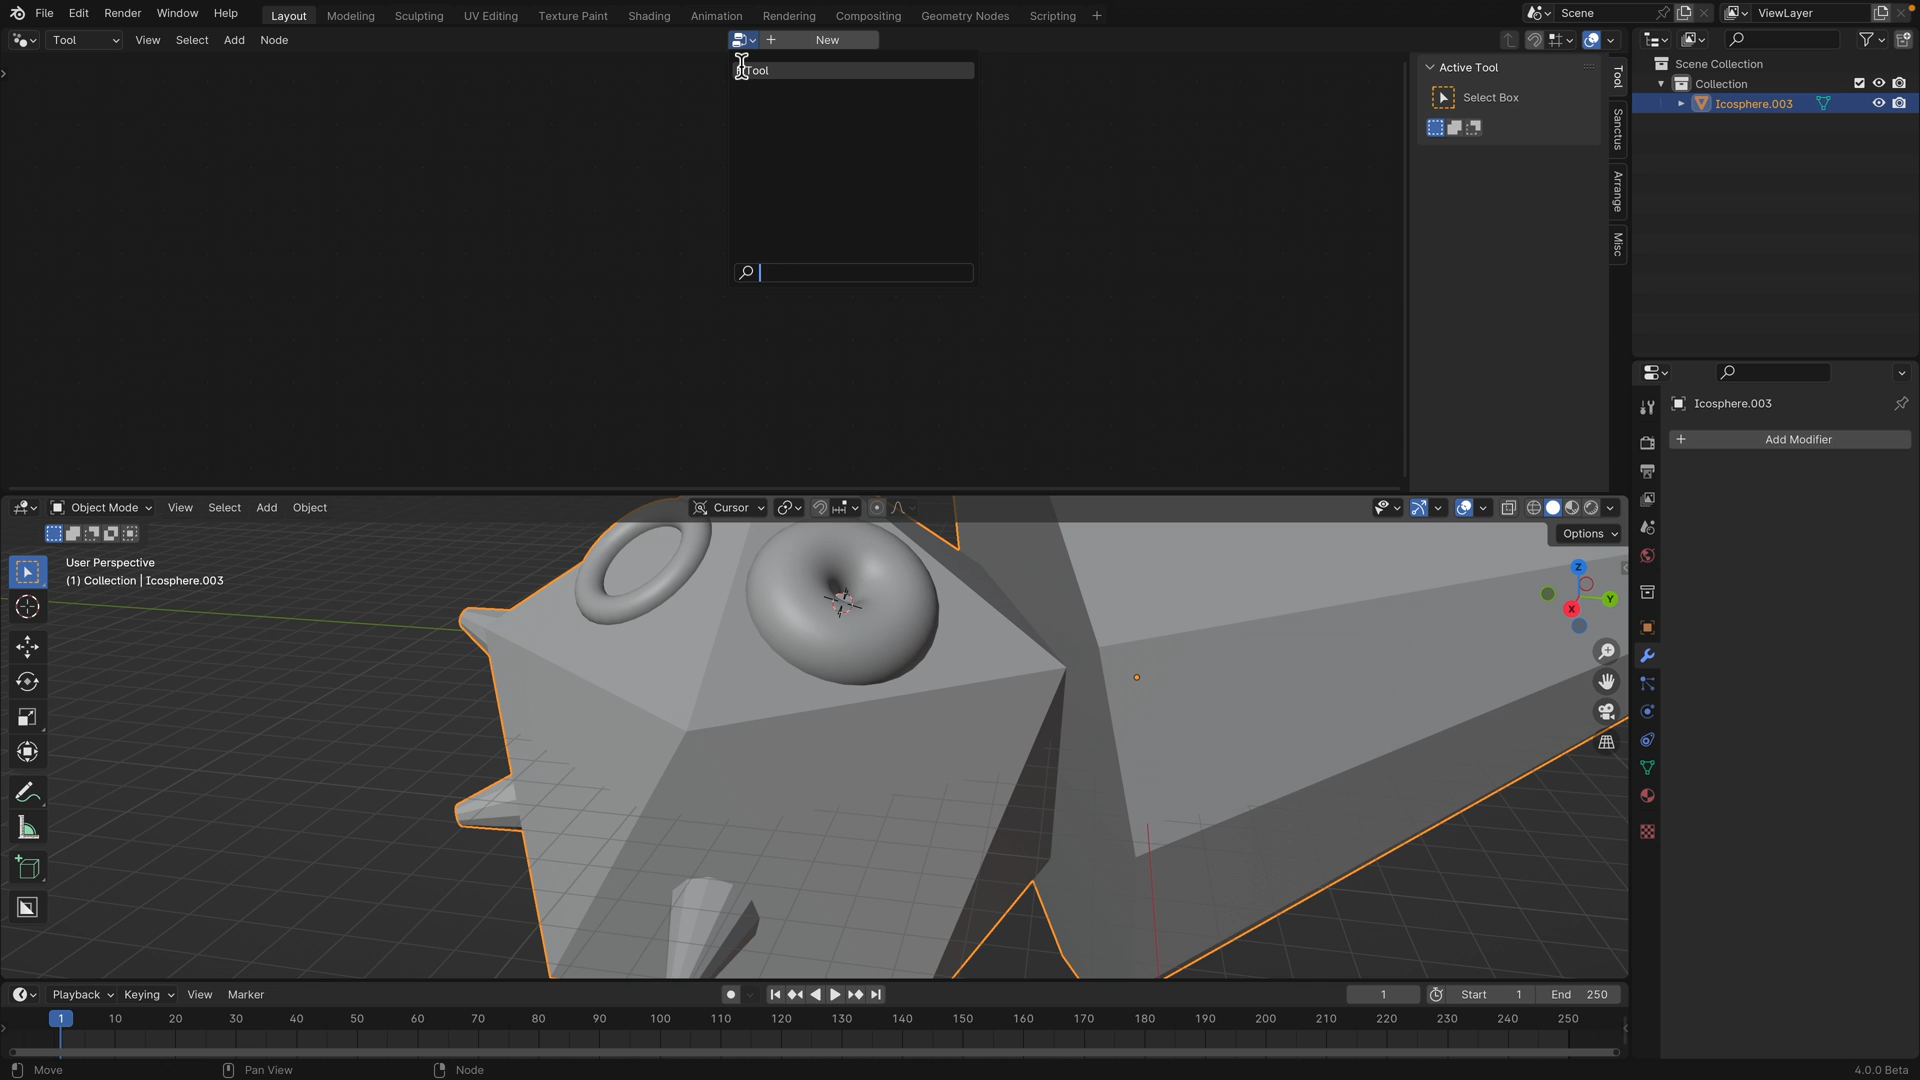 File Edit Render Window Help Layout Modeling Sculpting UV Editing Texture Paint Shading Animation Rendering Compositing Geometry Nodes Scripting + Scene ViewLayer
Tool View Select Add Node + New
Tool
Active Tool
Select Box
Tool
Sanctus
Arrange
Misc
Scene Collection
Collection
Icosphere.003
Icosphere.003
+ Add Modifier
Object Mode View Select Add Object Cursor
Options
User Perspective
(1) Collection | Icosphere.003
Z
Y
X
Playback Keying View Marker 1 Start 1 End 250
1 10 20 30 40 50 60 70 80 90 100 110 120 130 140 150 160 170 180 190 200 210 220 230 240 250
Move Pan View Node 4.0.0 Beta